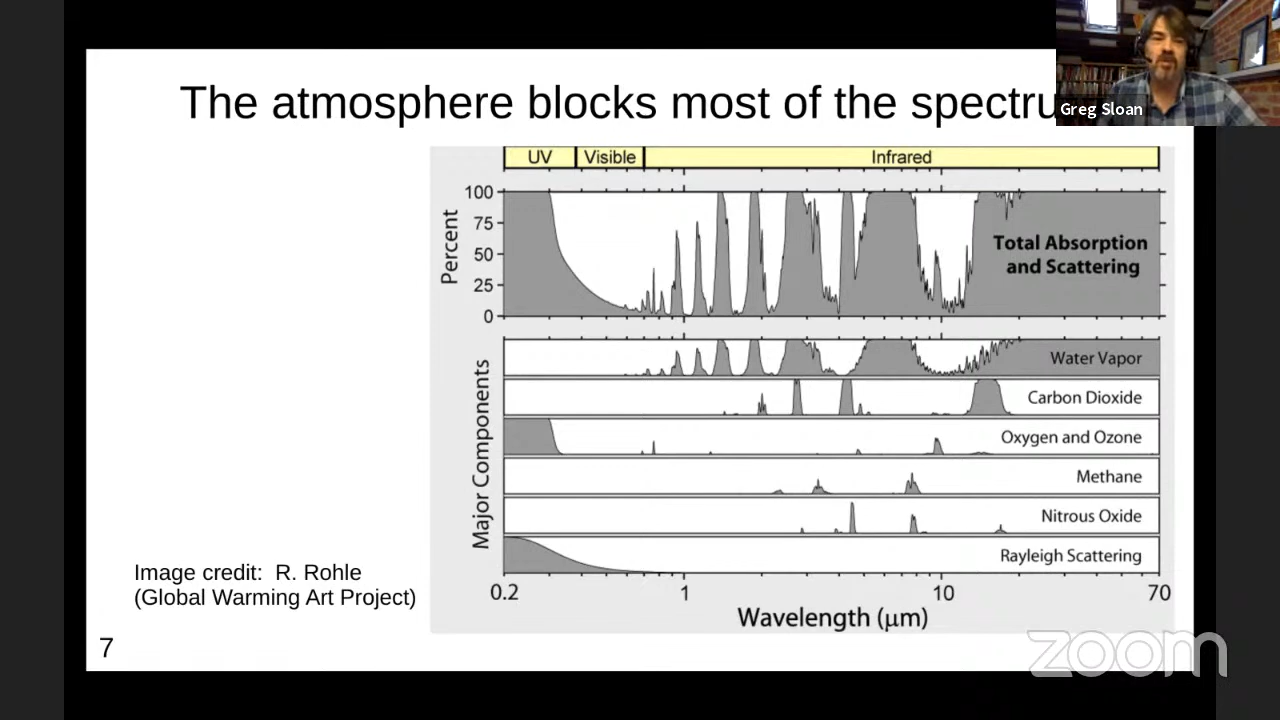 The atmosphere blocks most of the spectru
Greg Sloan
UV Visible Infrared
100
75
50
25
0
Percent
Total Absorption
and Scattering
Major Components
Water Vapor
Carbon Dioxide
Oxygen and Ozone
Methane
Nitrous Oxide
Rayleigh Scattering
0.2 1 10 70
Wavelength (μm)
Image credit: R. Rohle
(Global Warming Art Project)
7
zoom